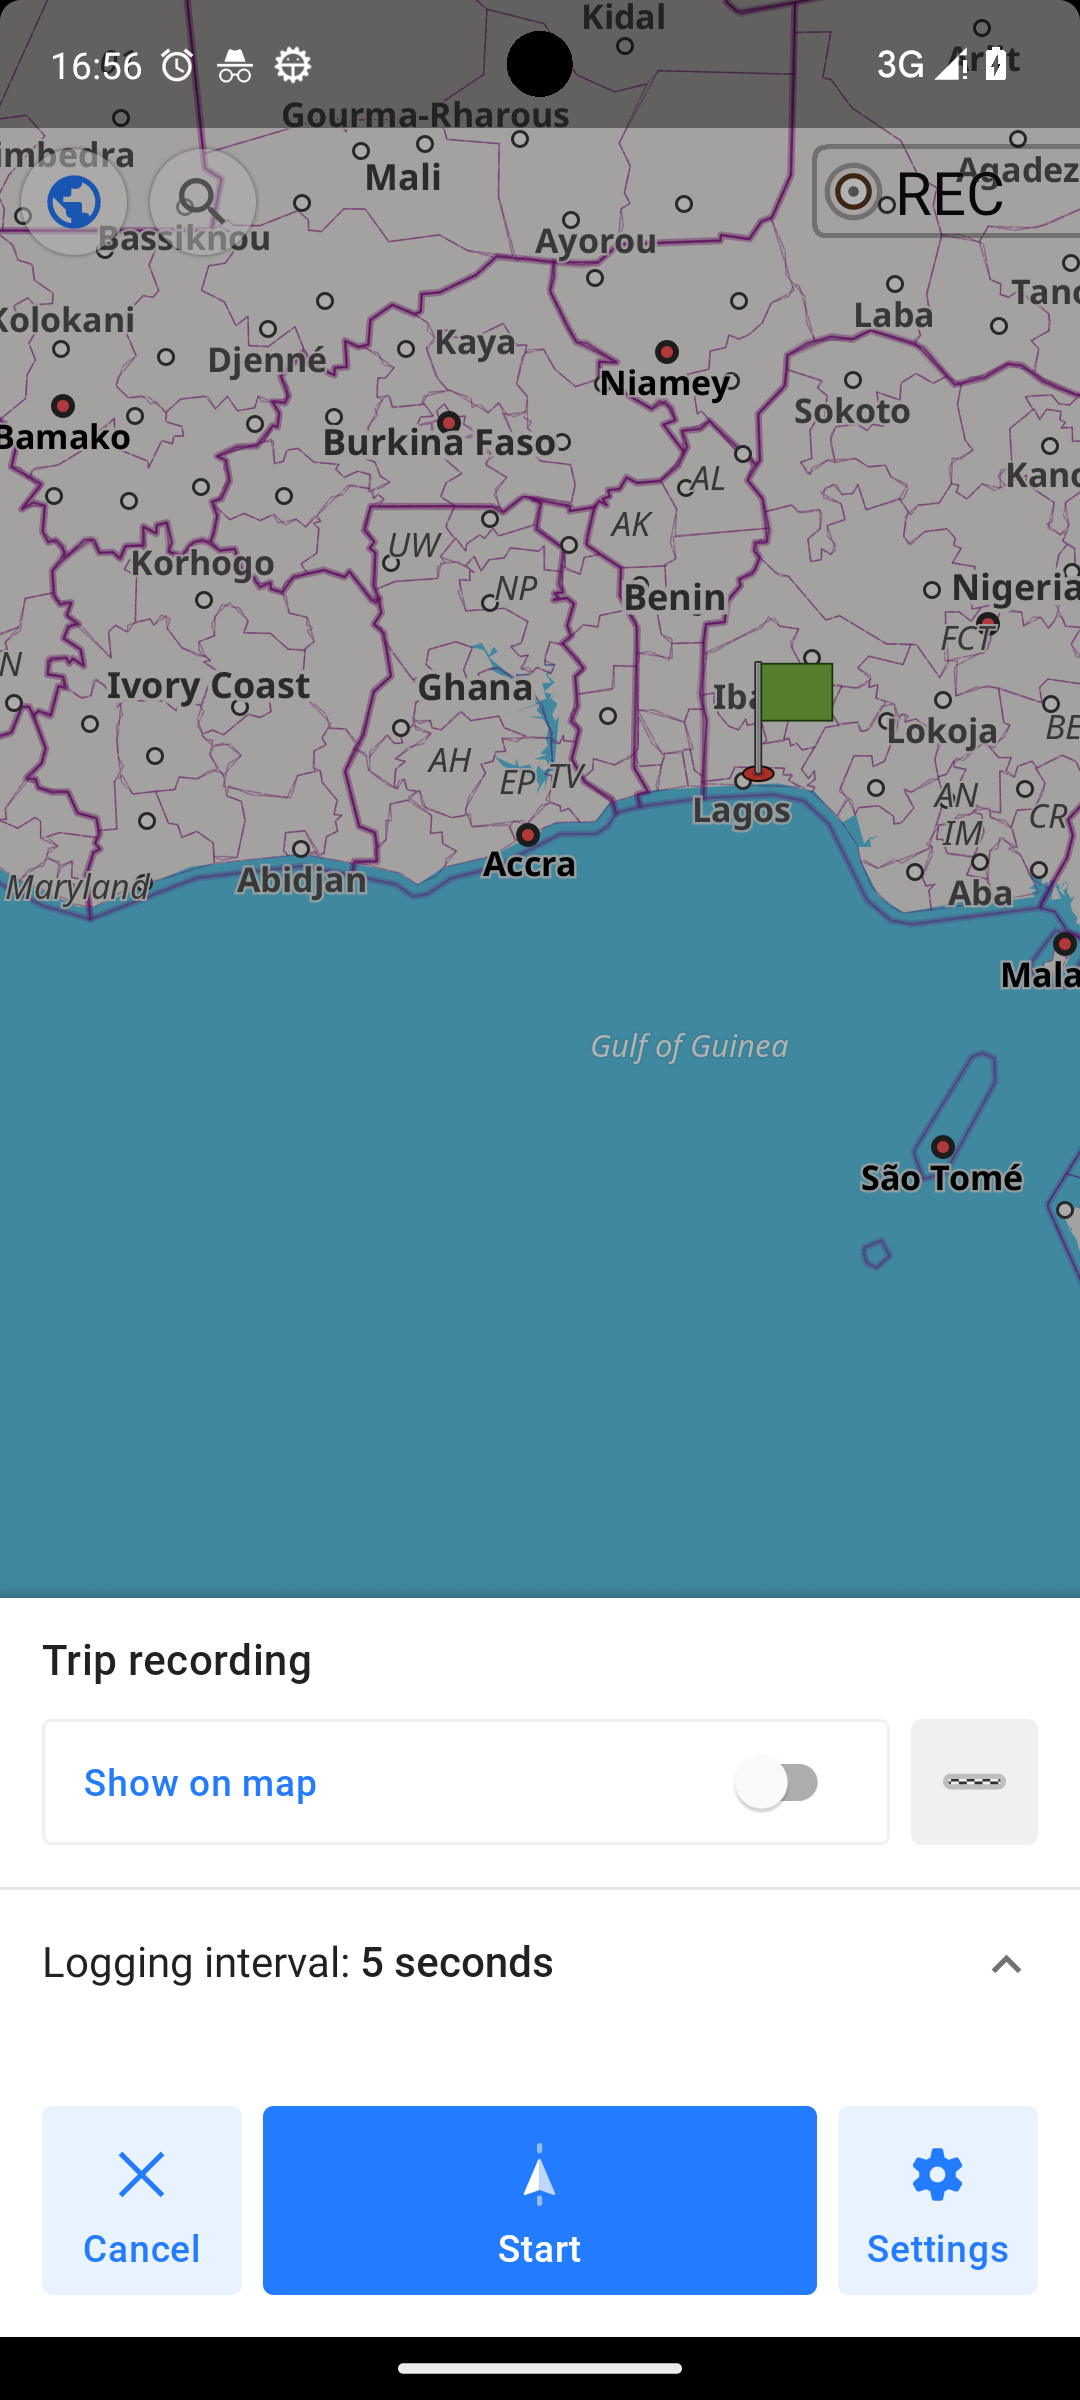 16:56
3G
Kidal
Gourma-Rharous
Mali
Agadez
REC
Bassiknou
Ayorou
Kolokani
Djenné
Kaya
Laba
Niamey
Sokoto
Bamako
Burkina Faso
AL
AK
UW
Korhogo
NP
Benin
Nigeria
FCT
N
Ivory Coast
Ghana
Lokoja
BE
AH
EP
TV
AN
IM
CR
Lagos
Accra
Maryland
Abidjan
Aba
Gulf of Guinea
São Tomé
Trip recording
Show on map
Logging interval: 5 seconds
Cancel
Start
Settings